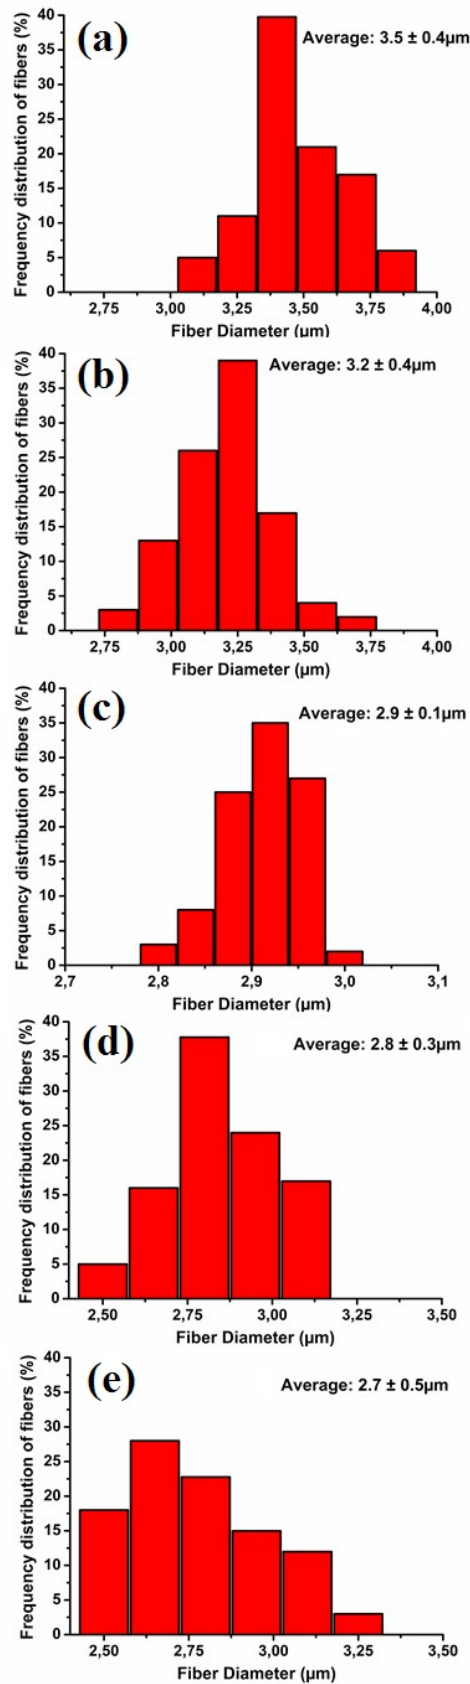 (a)
Average: 3.5 ± 0.4µm
Frequency distribution of fibers (%)
40
35
30
25
20
15
10
5
0
2,75 3,00 3,25 3,50 3,75 4,00
Fiber Diameter (µm)
(b)
Average: 3.2 ± 0.4µm
Frequency distribution of fibers (%)
40
35
30
25
20
15
10
5
0
2,75 3,00 3,25 3,50 3,75 4,00
Fiber Diameter (µm)
(c)
Average: 2.9 ± 0.1µm
Frequency distribution of fibers (%)
40
35
30
25
20
15
10
5
0
2,7 2,8 2,9 3,0 3,1
Fiber Diameter (µm)
(d)
Average: 2.8 ± 0.3µm
Frequency distribution of fibers (%)
40
35
30
25
20
15
10
5
0
2,50 2,75 3,00 3,25 3,50
Fiber Diameter (µm)
(e)
Average: 2.7 ± 0.5µm
Frequency distribution of fibers (%)
40
35
30
25
20
15
10
5
0
2,50 2,75 3,00 3,25 3,50
Fiber Diameter (µm)